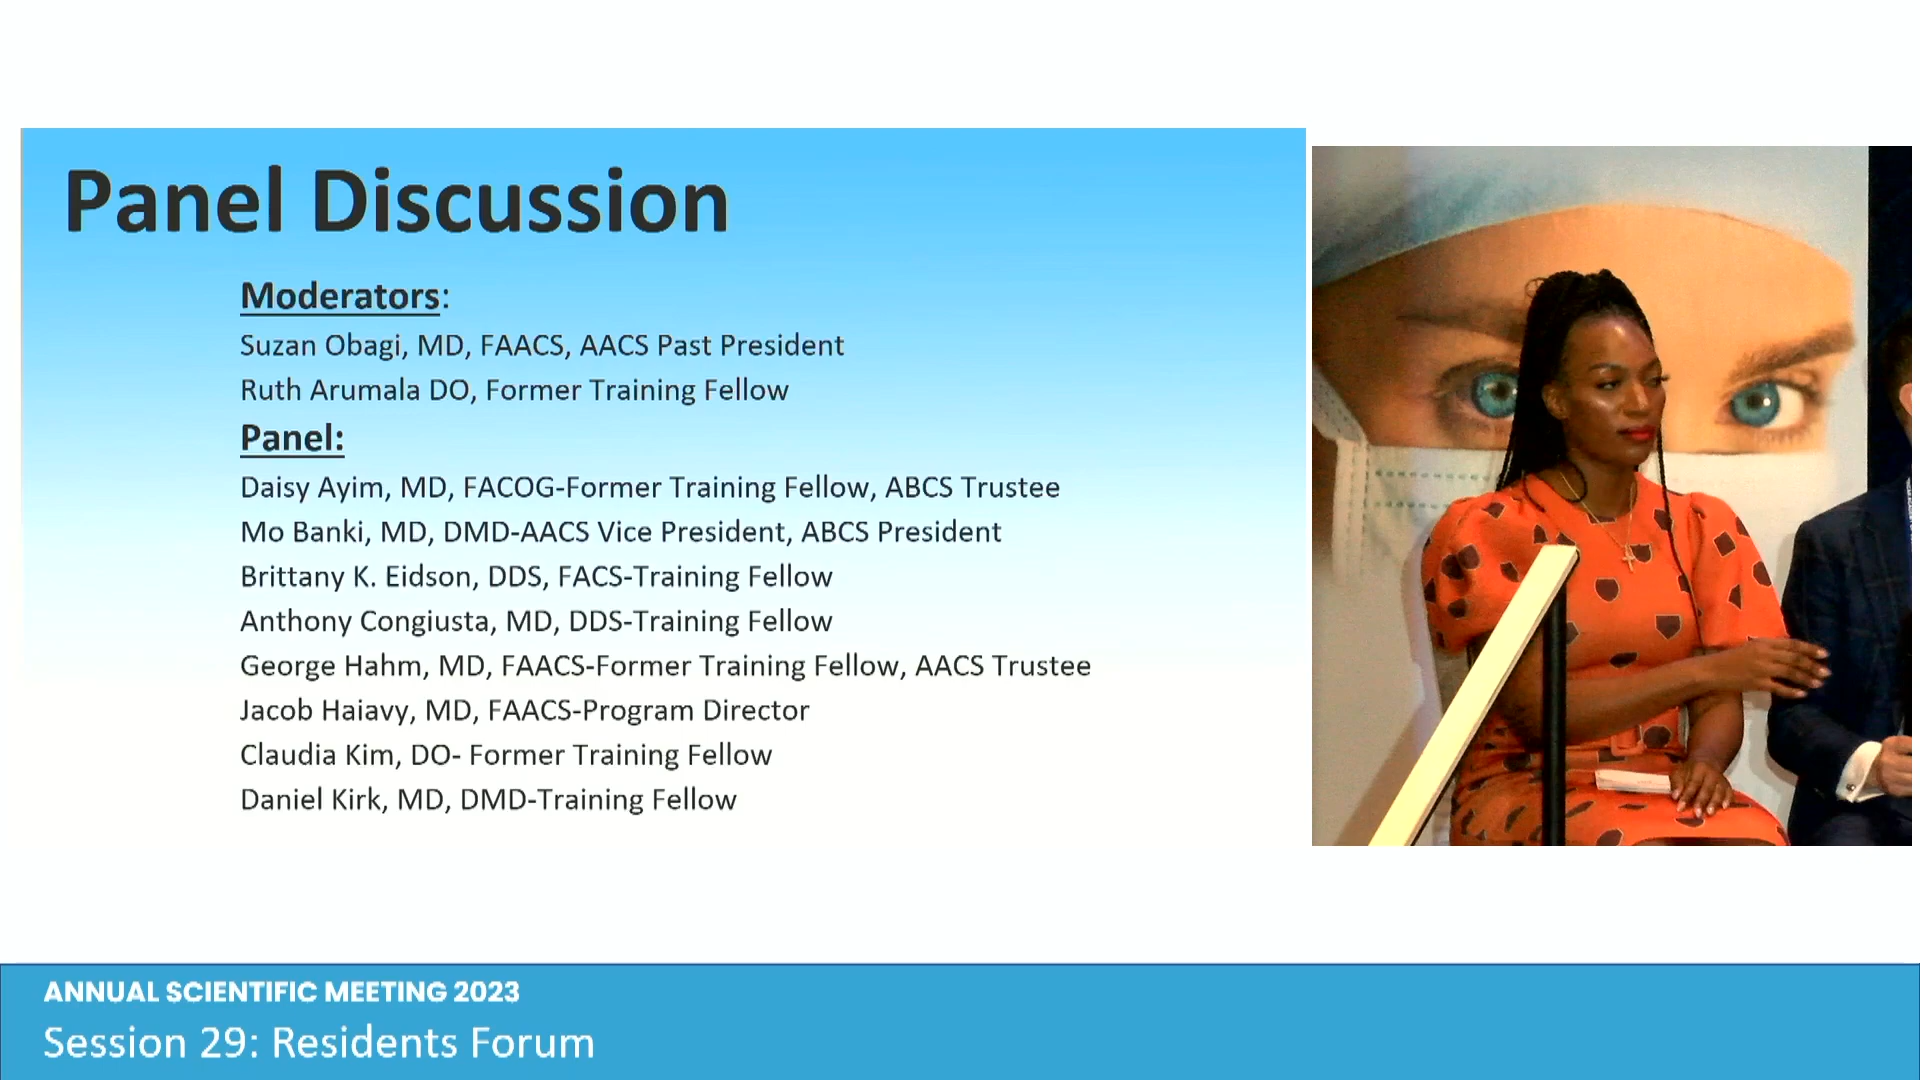 Panel Discussion
Moderators:
Suzan Obagi, MD, FAACS, AACS Past President
Ruth Arumala DO, Former Training Fellow
Panel:
Daisy Ayim, MD, FACOG-Former Training Fellow, ABCS Trustee
Mo Banki, MD, DMD-AACS Vice President, ABCS President
Brittany K. Eidson, DDS, FACS-Training Fellow
Anthony Congiusta, MD, DDS-Training Fellow
George Hahm, MD, FAACS-Former Training Fellow, AACS Trustee
Jacob Haiavy, MD, FAACS-Program Director
Claudia Kim, DO- Former Training Fellow
Daniel Kirk, MD, DMD-Training Fellow
ANNUAL SCIENTIFIC MEETING 2023
Session 29: Residents Forum